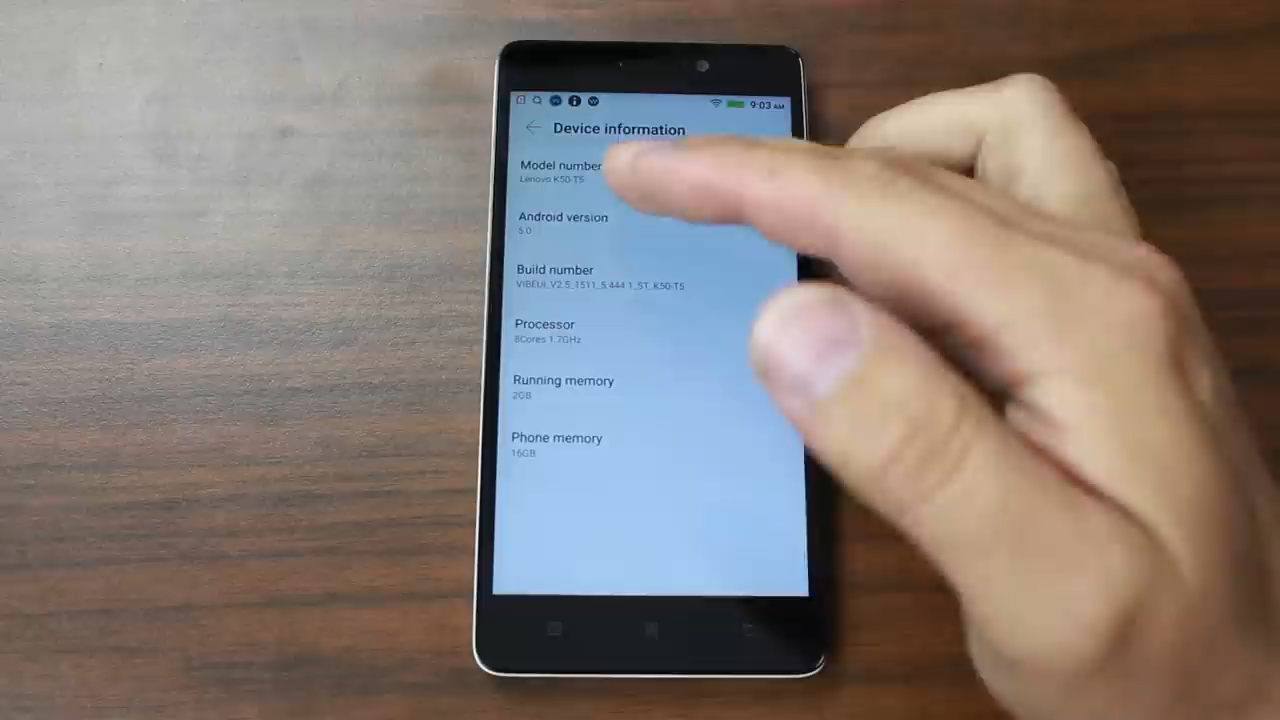 9:03 AM
Device information
Model number
Lenovo K50-T5
Android version
5.0
Build number
VIBEUI_V2.5_1511_5.444.1_ST_K50-T5
Processor
8Cores 1.7GHz
Running memory
2GB
Phone memory
16GB